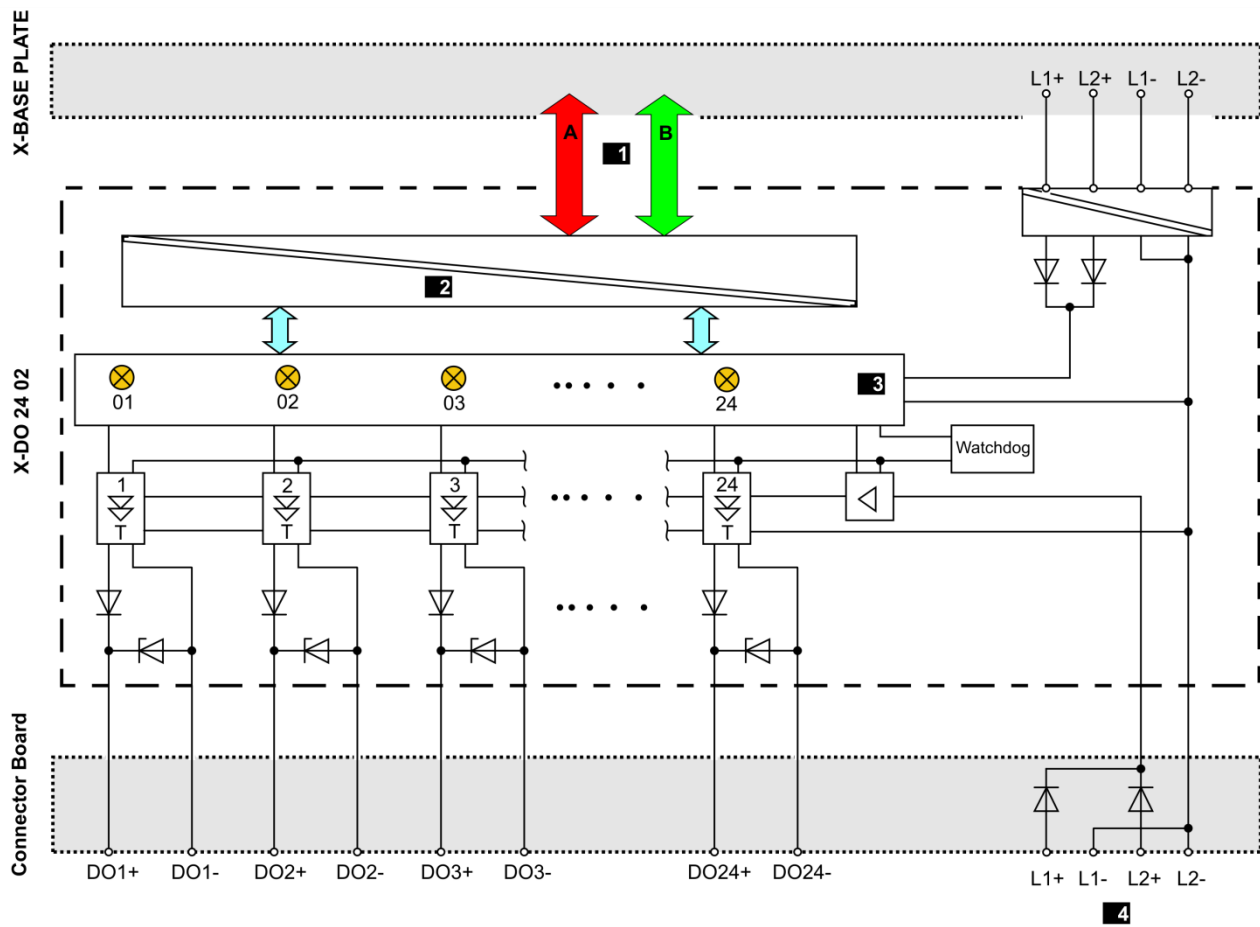 X-BASE PLATE
L1+ L2+ L1- L2-
A B
1
2
X-DO 24 02
3
01 02 03 24
Watchdog
1 2 3 24
T T T T
Connector Board
DO1+ DO1- DO2+ DO2- DO3+ DO3- DO24+ DO24-
L1+ L1- L2+ L2-
4